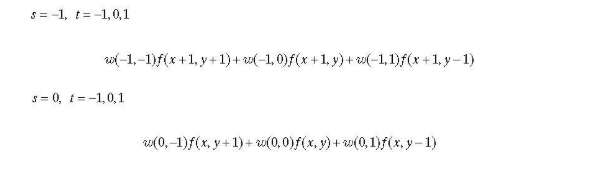 s = −1, t = −1,0,1
w(−1,−1)f(x+1,y+1)+w(−1,0)f(x+1,y)+w(−1,1)f(x+1,y−1)
s = 0, t = −1,0,1
w(0,−1)f(x,y+1)+w(0,0)f(x,y)+w(0,1)f(x,y−1)